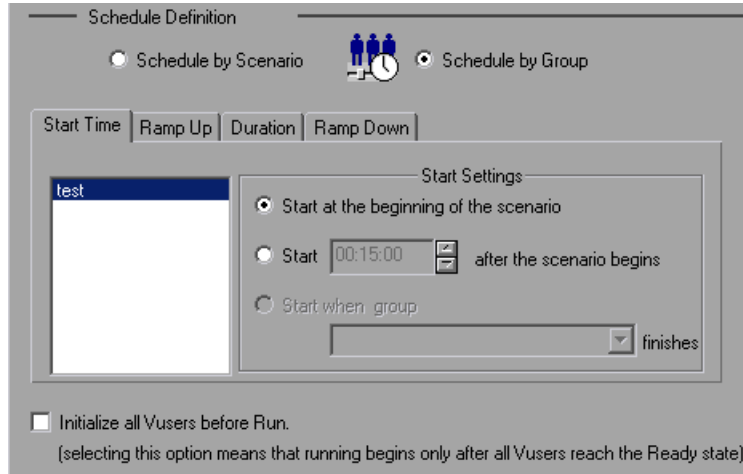 Schedule Definition
Schedule by Scenario
Schedule by Group
Start Time Ramp Up Duration Ramp Down
test
Start Settings
Start at the beginning of the scenario
Start 00:15:00 after the scenario begins
Start when group
finishes
Initialize all Vusers before Run.
(selecting this option means that running begins only after all Vusers reach the Ready state)